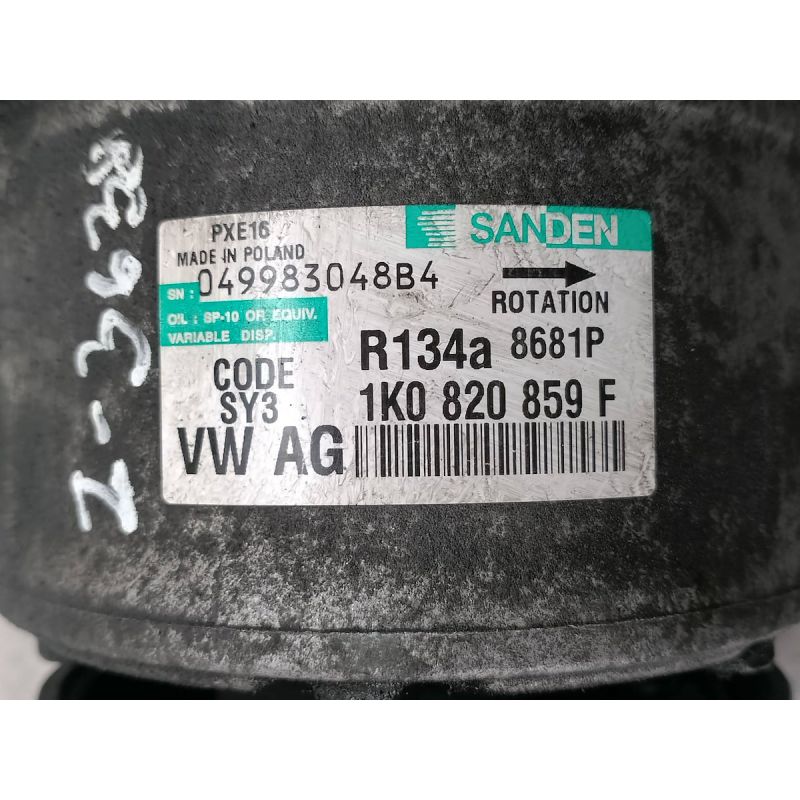 PXE16
MADE IN POLAND
SANDEN
SN : 049983048B4
ROTATION
OIL : SP-10 OR EQUIV.
VARIABLE DISP.
R134a 8681P
CODE
SY3
1K0 820 859 F
VW AG
Z-3638